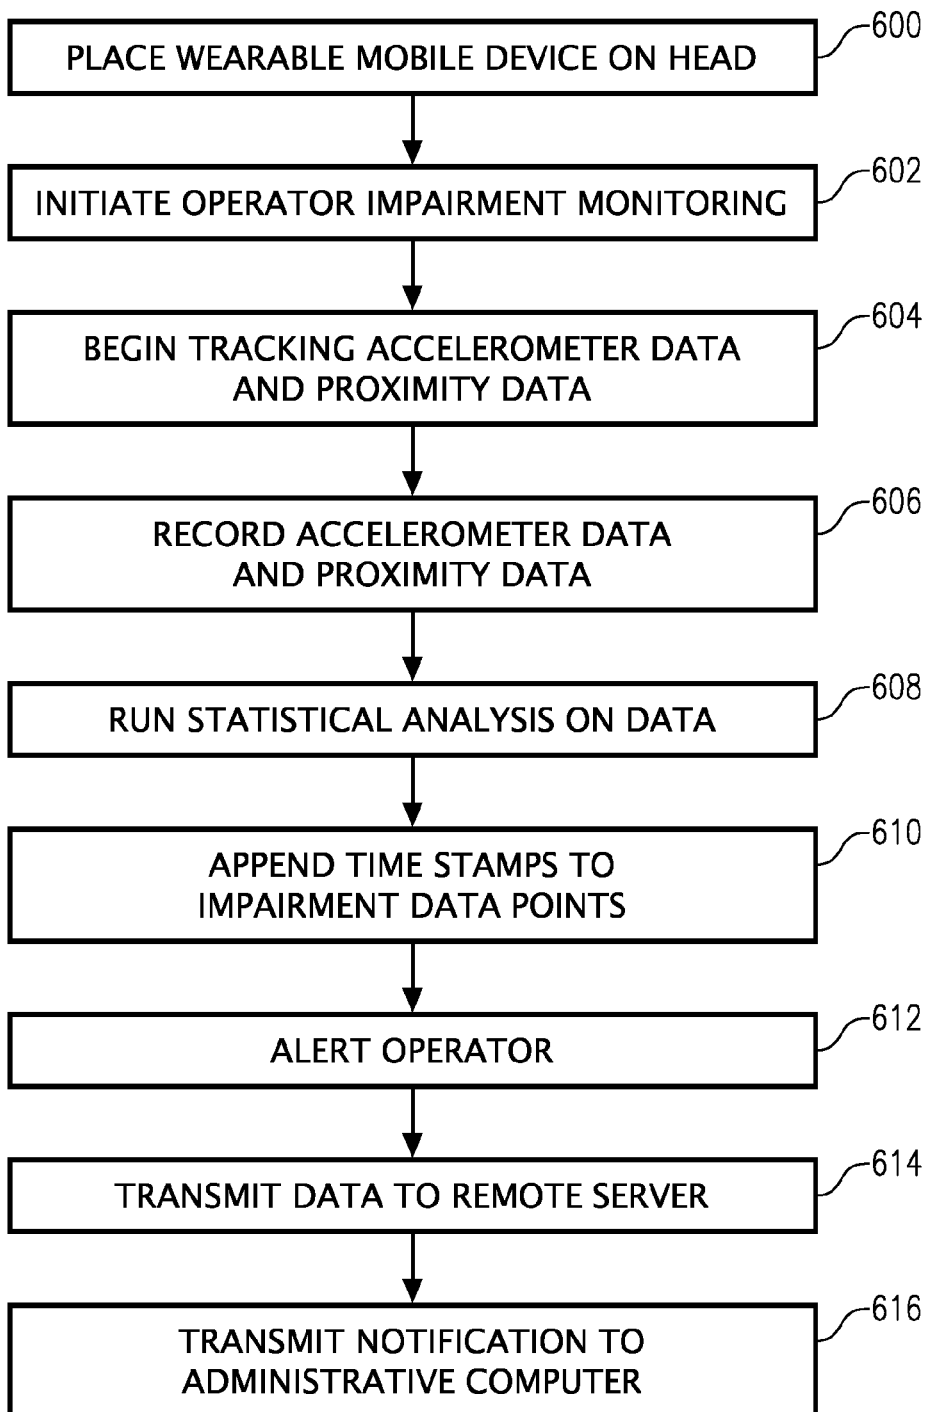 PLACE WEARABLE MOBILE DEVICE ON HEAD
600
INITIATE OPERATOR IMPAIRMENT MONITORING
602
BEGIN TRACKING ACCELEROMETER DATA
AND PROXIMITY DATA
604
RECORD ACCELEROMETER DATA
AND PROXIMITY DATA
606
RUN STATISTICAL ANALYSIS ON DATA
608
APPEND TIME STAMPS TO
IMPAIRMENT DATA POINTS
610
ALERT OPERATOR
612
TRANSMIT DATA TO REMOTE SERVER
614
TRANSMIT NOTIFICATION TO
ADMINISTRATIVE COMPUTER
616